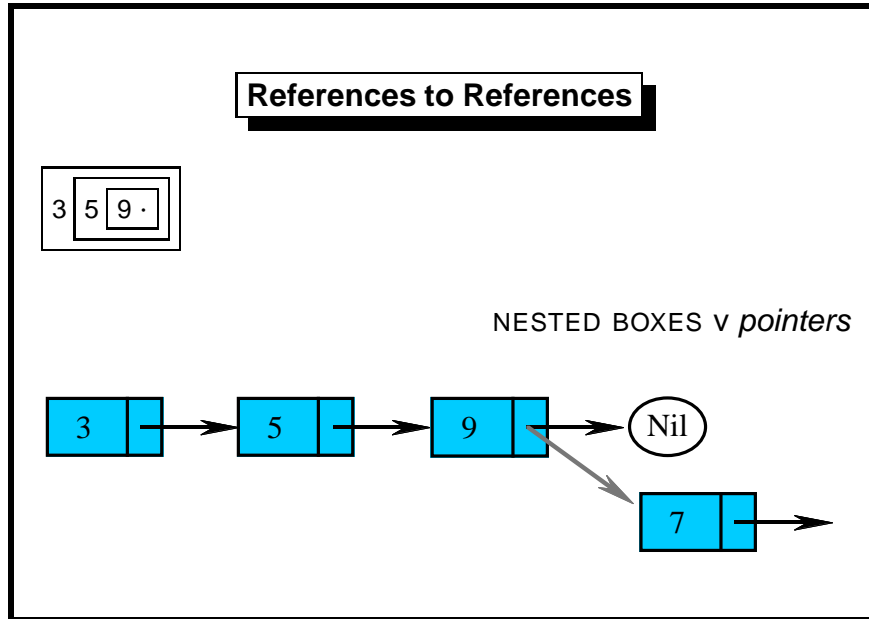 References to References
3 5 9 ·
NESTED BOXES v pointers
3 5 9 Nil
7